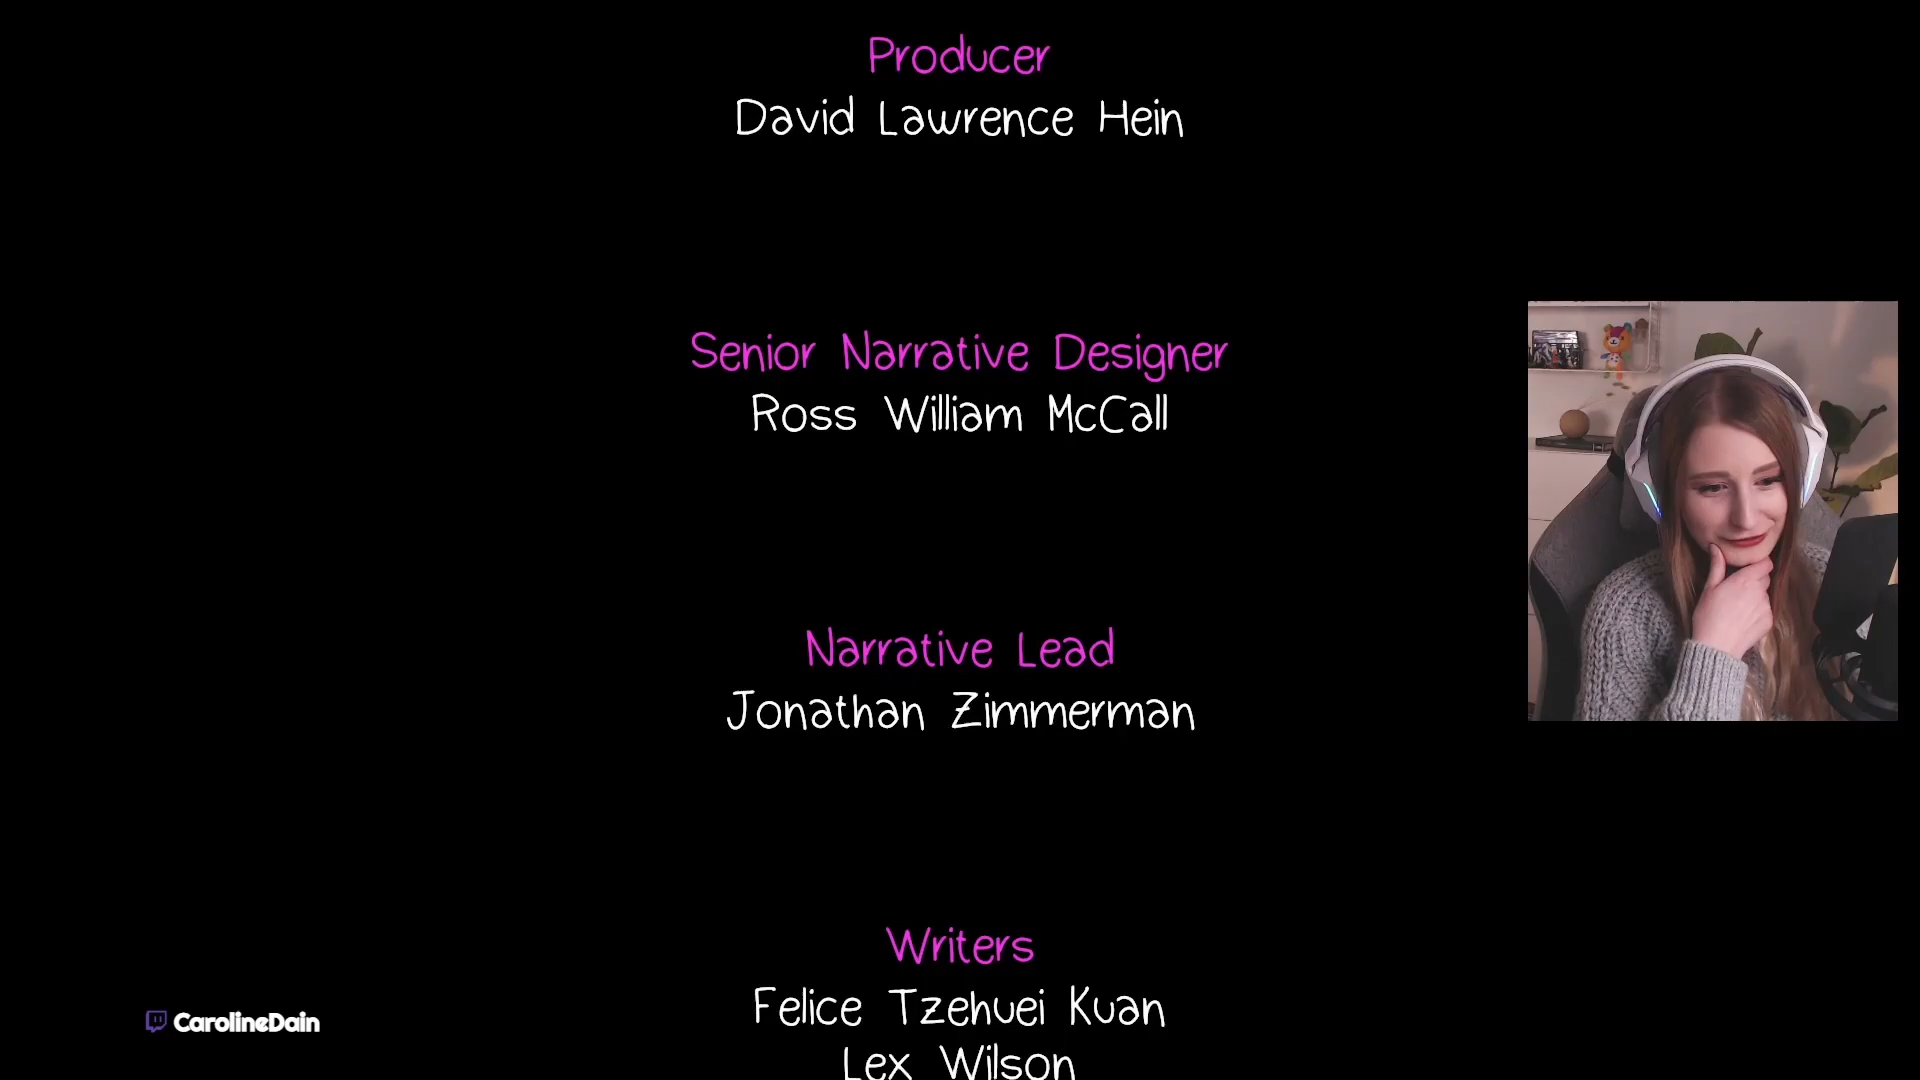 Producer
David Lawrence Hein
Senior Narrative Designer
Ross William McCall
Narrative Lead
Jonathan Zimmerman
Writers
Felice Tzehuei Kuan
Lex Wilson
CarolineDain